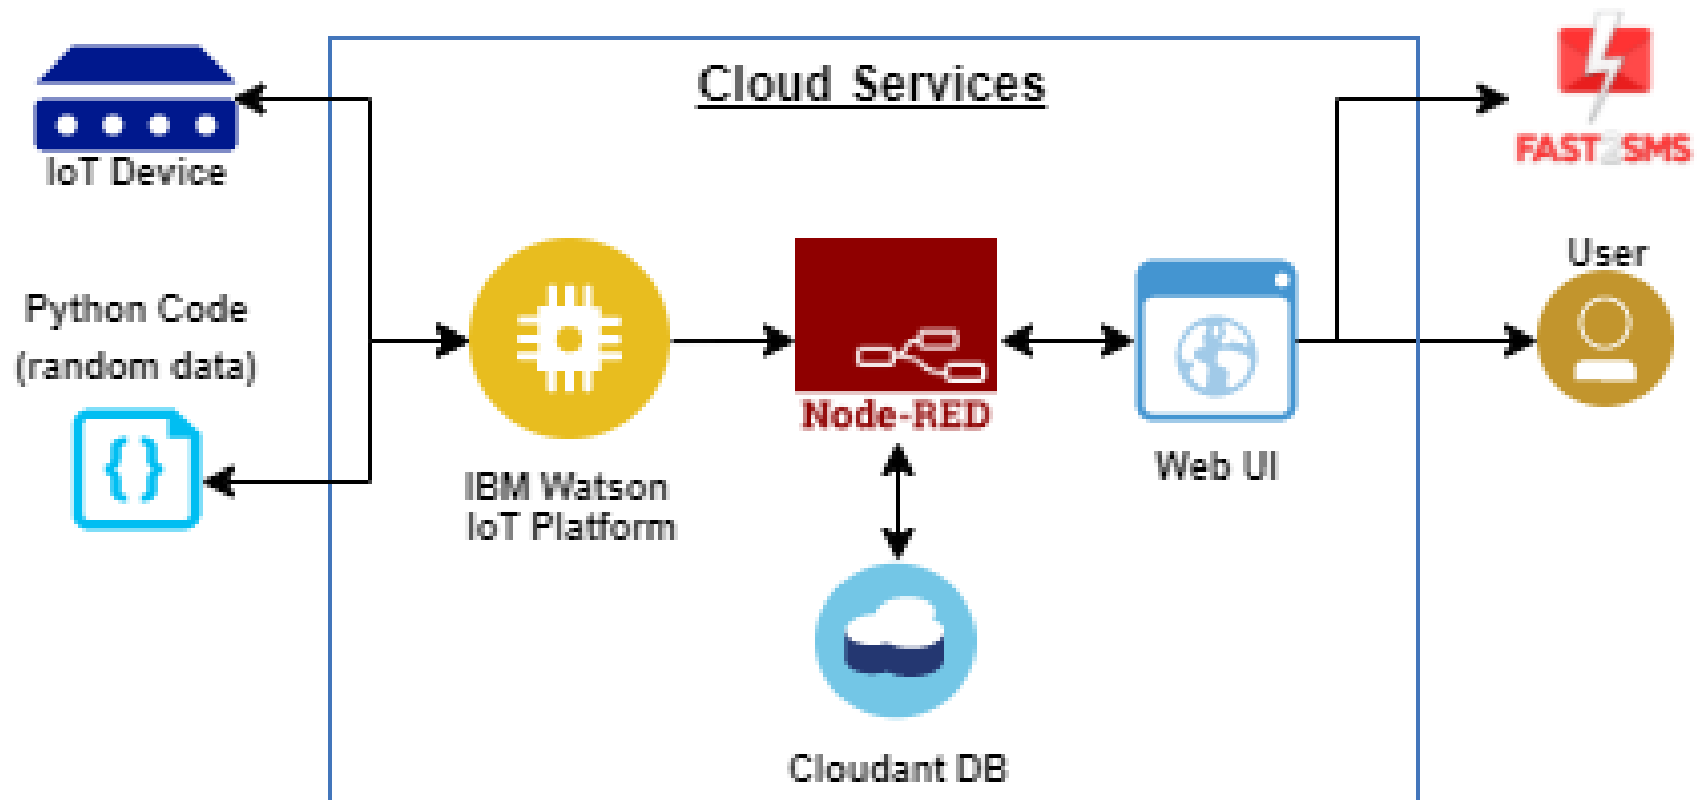 Cloud Services
FAST2SMS
IoT Device
User
Python Code
(random data)
Node-RED
Web UI
IBM Watson
IoT Platform
Cloudant DB